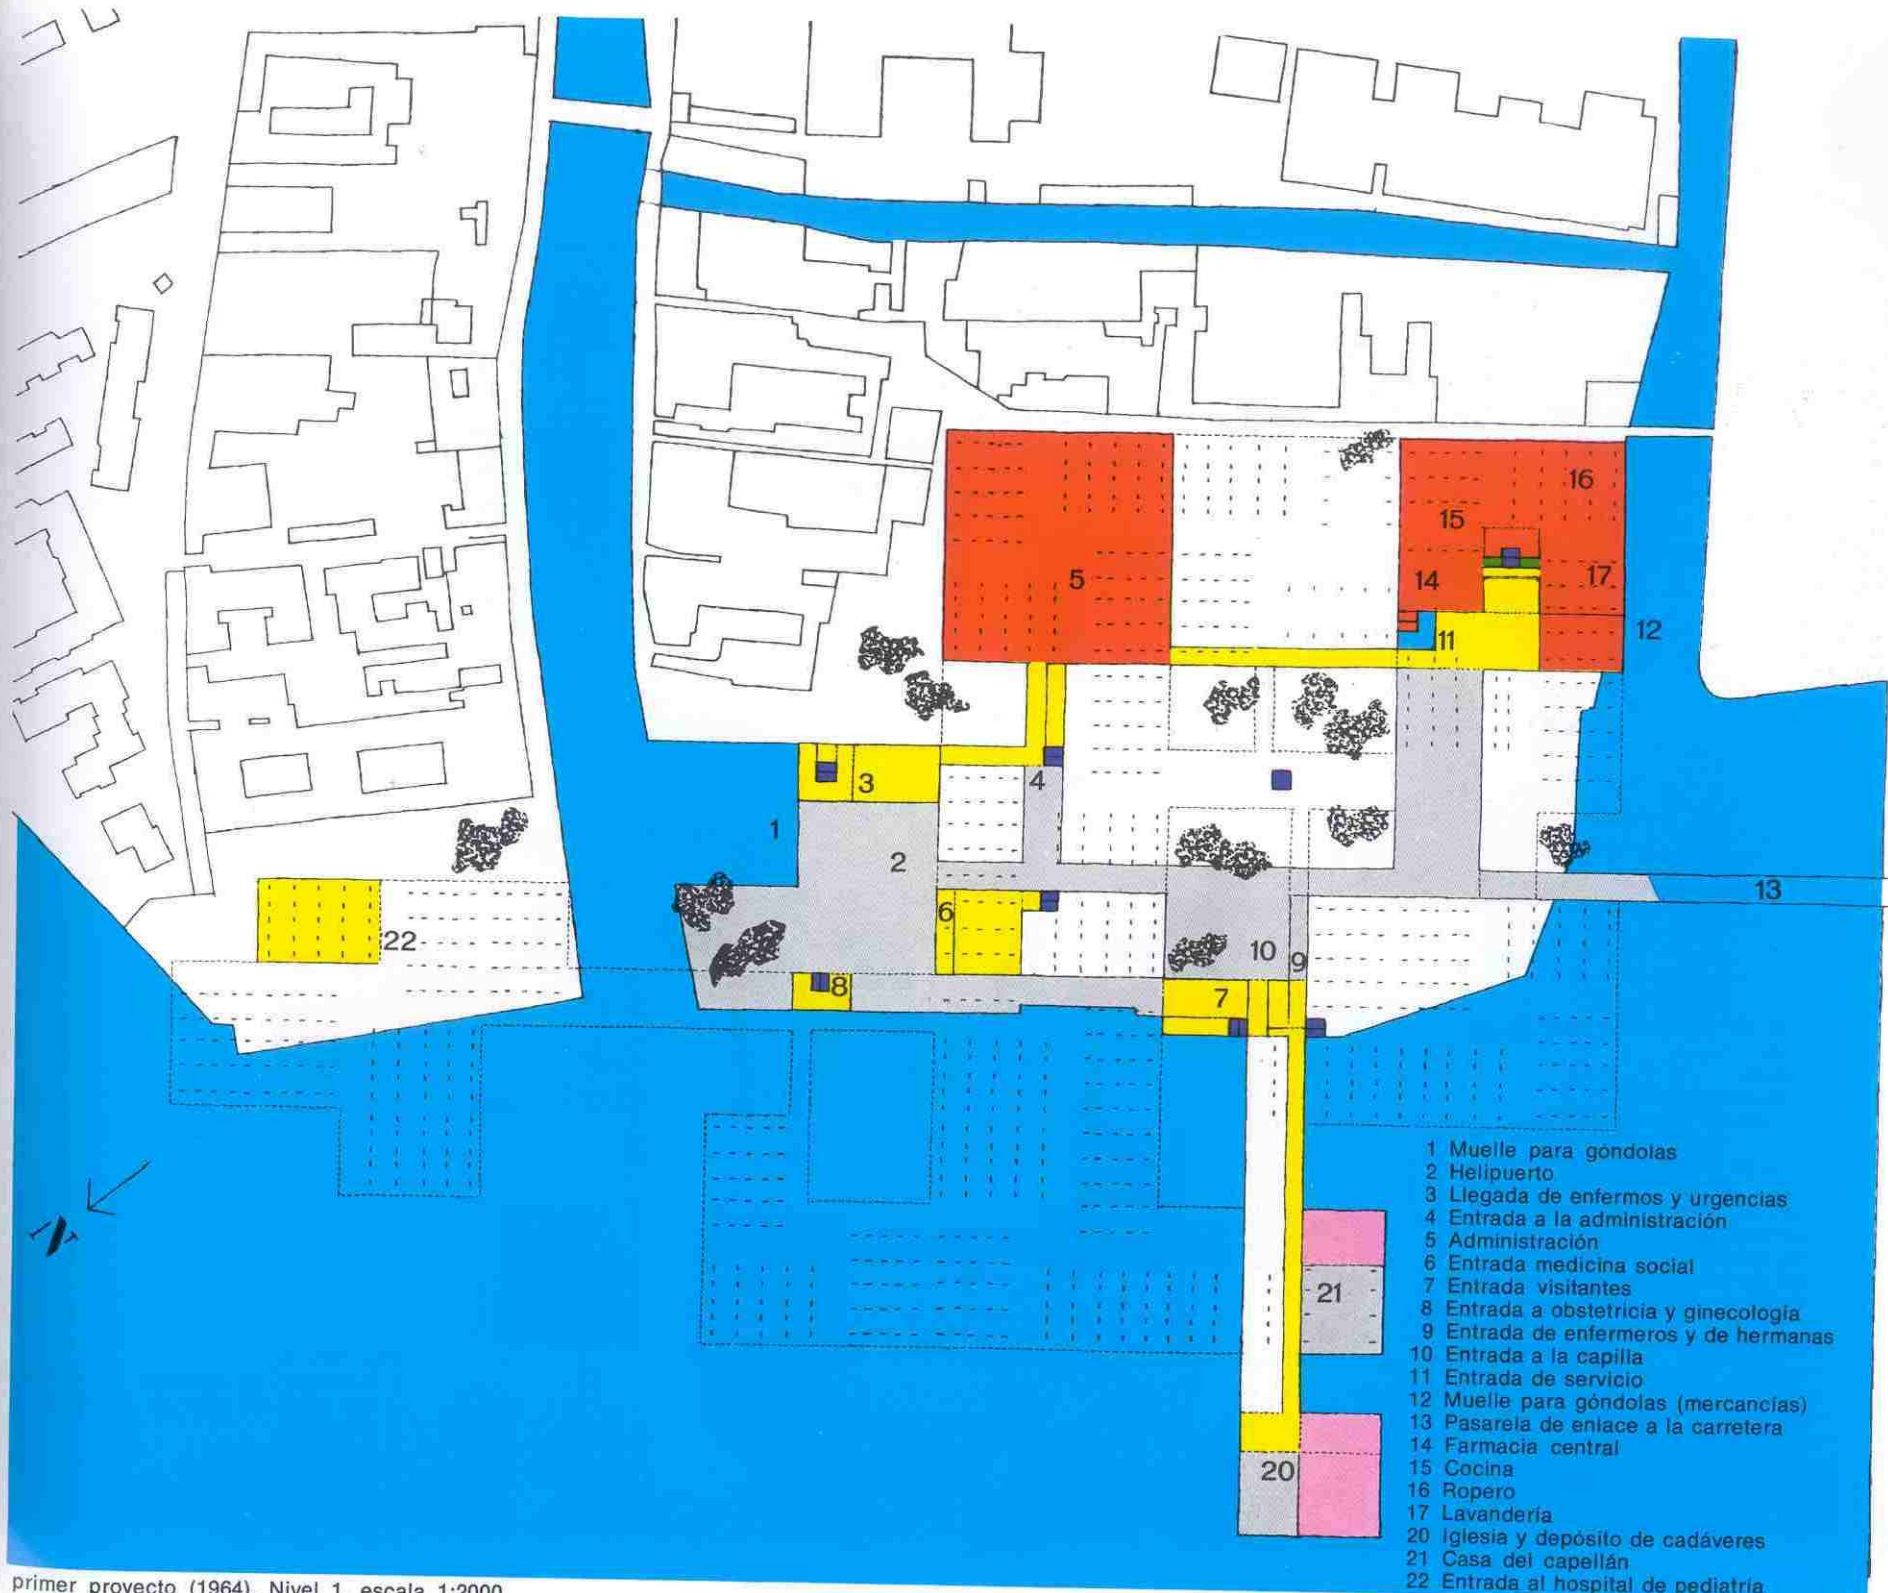 16
15
5
14
17
12
11
3
4
1
2
13
6
22
10
9
8
7
21
20
N
1 Muelle para góndolas
2 Helipuerto
3 Llegada de enfermos y urgencias
4 Entrada a la administración
5 Administración
6 Entrada medicina social
7 Entrada visitantes
8 Entrada a obstetricia y ginecología
9 Entrada de enfermeros y de hermanas
10 Entrada a la capilla
11 Entrada de servicio
12 Muelle para góndolas (mercancías)
13 Pasarela de enlace a la carretera
14 Farmacia central
15 Cocina
16 Ropero
17 Lavandería
20 Iglesia y depósito de cadáveres
21 Casa del capellán
22 Entrada al hospital de pediatría
primer proyecto (1964). Nivel 1, escala 1:2000